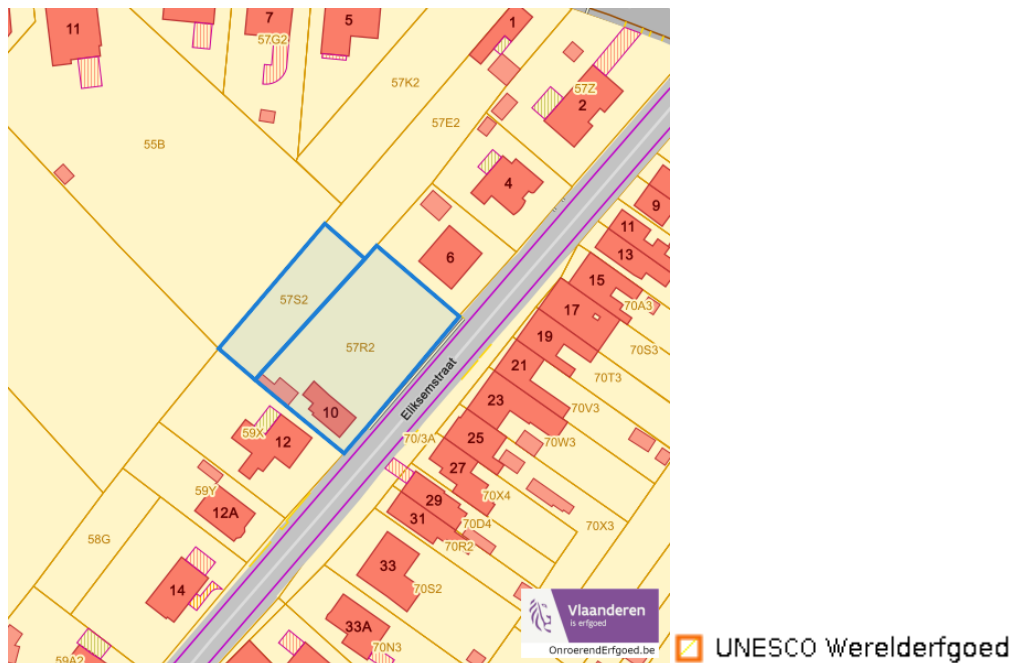 11
7
5
1
57G2
57K2
57Z
2
57E2
55B
4
9
11
13
6
15
57S2
17
70A3
19
70S3
57R2
21
70T3
Eliksemstraat
23
70V3
10
59X
12
70/3A
25
70W3
27
59Y
70X4
29
12A
31
70D4
70X3
58G
70R2
33
70S2
14
Vlaanderen
is erfgoed
33A
70N3
OnroerendErfgoed.be
59A2
UNESCO Werelderfgoed